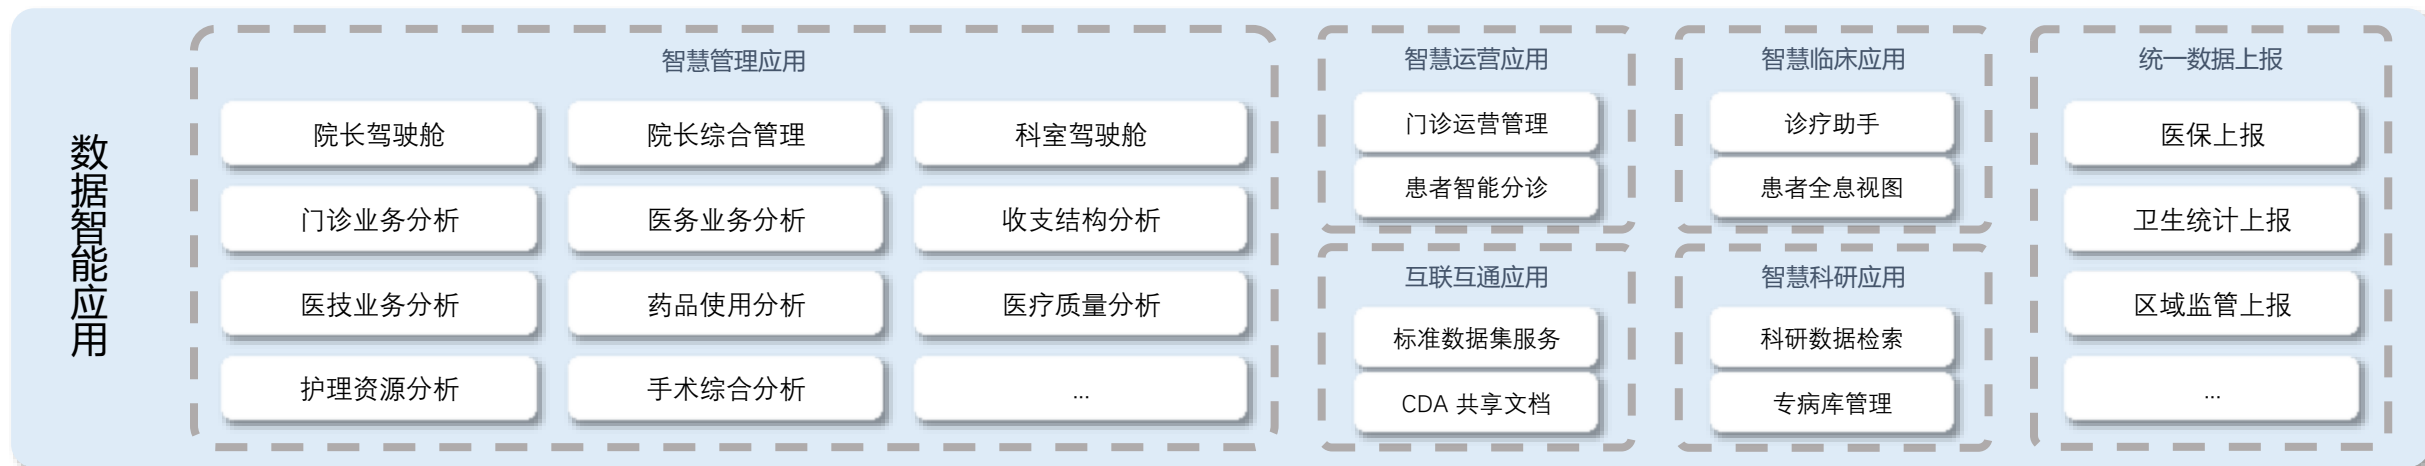 数据智能应用
智慧管理应用
院长驾驶舱
院长综合管理
科室驾驶舱
门诊业务分析
医务业务分析
收支结构分析
医技业务分析
药品使用分析
医疗质量分析
护理资源分析
手术综合分析
...
智慧运营应用
门诊运营管理
患者智能分诊
智慧临床应用
诊疗助手
患者全息视图
互联互通应用
标准数据集服务
CDA 共享文档
智慧科研应用
科研数据检索
专病库管理
统一数据上报
医保上报
卫生统计上报
区域监管上报
...